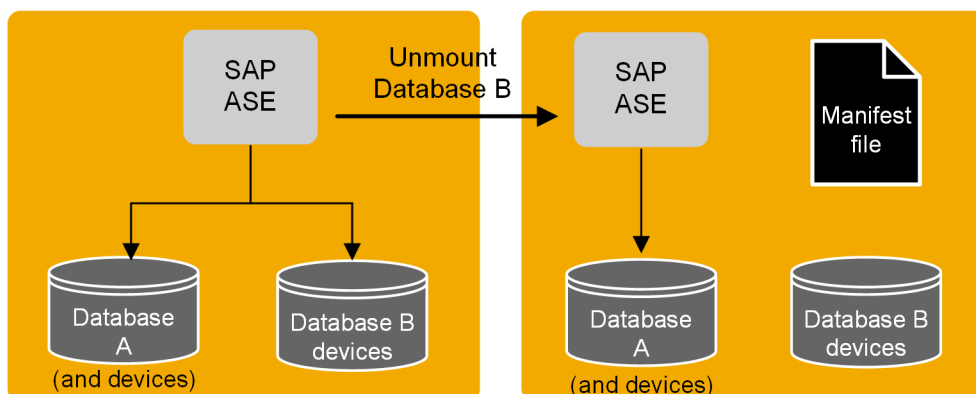 SAP
ASE
Unmount
Database B
SAP
ASE
Manifest
file
Database
A
(and devices)
Database B
devices
Database
A
(and devices)
Database B
devices